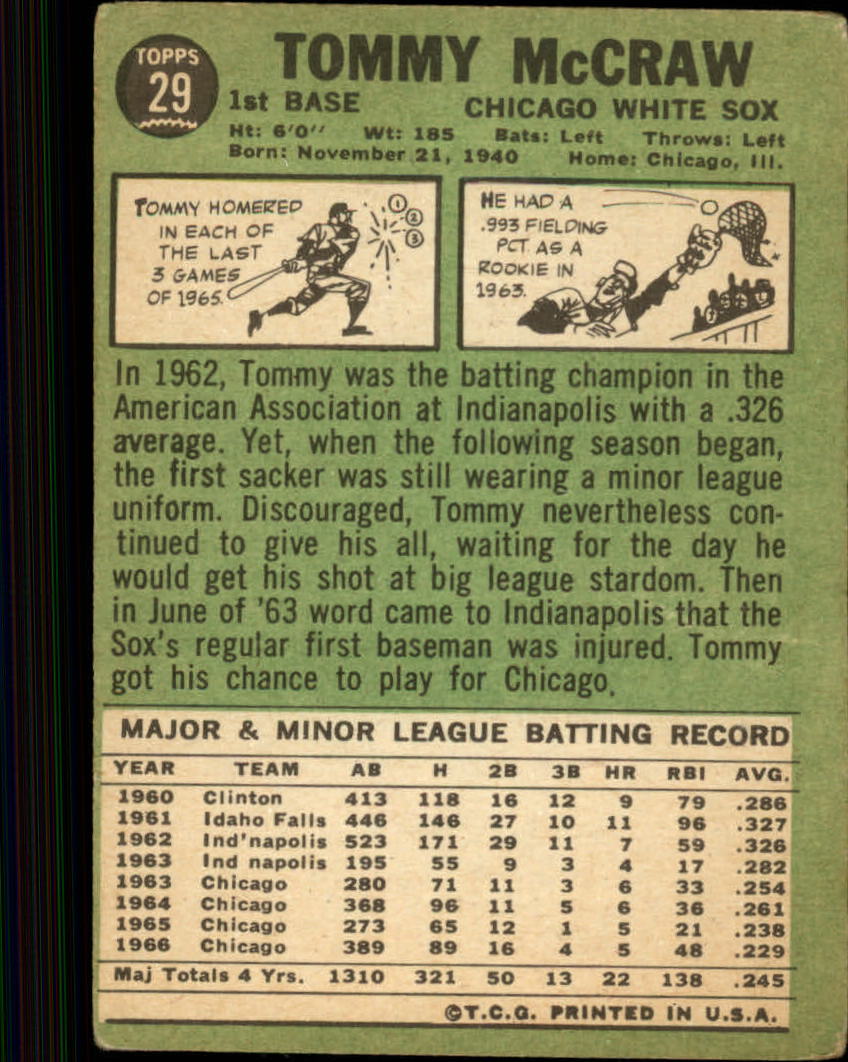 TOPPS
29
TOMMY McCRAW
1st BASE CHICAGO WHITE SOX
Ht: 6'0'' Wt: 185 Bats: Left Throws: Left
Born: November 21, 1940 Home: Chicago, Ill.
TOMMY HOMERED
IN EACH OF
THE LAST
3 GAMES
OF 1965.
1
2
3
HE HAD A
.993 FIELDING
PCT. AS A
ROOKIE IN
1963.
In 1962, Tommy was the batting champion in the
American Association at Indianapolis with a .326
average. Yet, when the following season began,
the first sacker was still wearing a minor league
uniform. Discouraged, Tommy nevertheless con-
tinued to give his all, waiting for the day he
would get his shot at big league stardom. Then
in June of '63 word came to Indianapolis that the
Sox's regular first baseman was injured. Tommy
got his chance to play for Chicago.
MAJOR & MINOR LEAGUE BATTING RECORD
YEAR TEAM AB H 2B 3B HR RBI AVG.
1960 Clinton 413 118 16 12 9 79 .286
1961 Idaho Falls 446 146 27 10 11 96 .327
1962 Ind'napolis 523 171 29 11 7 59 .326
1963 Ind napolis 195 55 9 3 4 17 .282
1963 Chicago 280 71 11 3 6 33 .254
1964 Chicago 368 96 11 5 6 36 .261
1965 Chicago 273 65 12 1 5 21 .238
1966 Chicago 389 89 16 4 5 48 .229
Maj Totals 4 Yrs. 1310 321 50 13 22 138 .245
©T.C.G. PRINTED IN U.S.A.